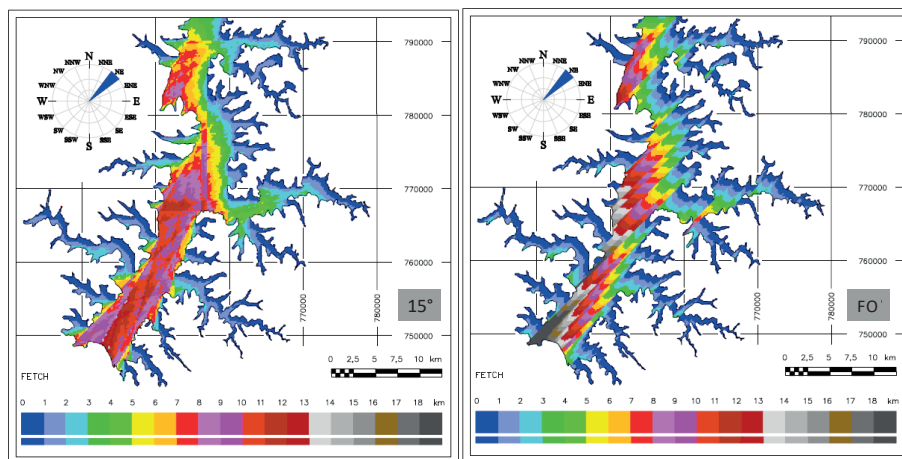 N
NNW
NNE
NW
NE
WNW
ENE
W
E
WSW
ESE
SW
SE
SSW
SSE
S
790000
780000
770000
760000
750000
770000
780000
15°
0 2,5 5 7,5 10 km
FETCH
0 1 2 3 4 5 6 7 8 9 10 11 12 13 14 15 16 17 18 km
N
NNW
NNE
NW
NE
WNW
ENE
W
E
WSW
ESE
SW
SE
SSW
SSE
S
790000
780000
770000
760000
750000
770000
780000
FO'
0 2,5 5 7,5 10 km
FETCH
0 1 2 3 4 5 6 7 8 9 10 11 12 13 14 15 16 17 18 km